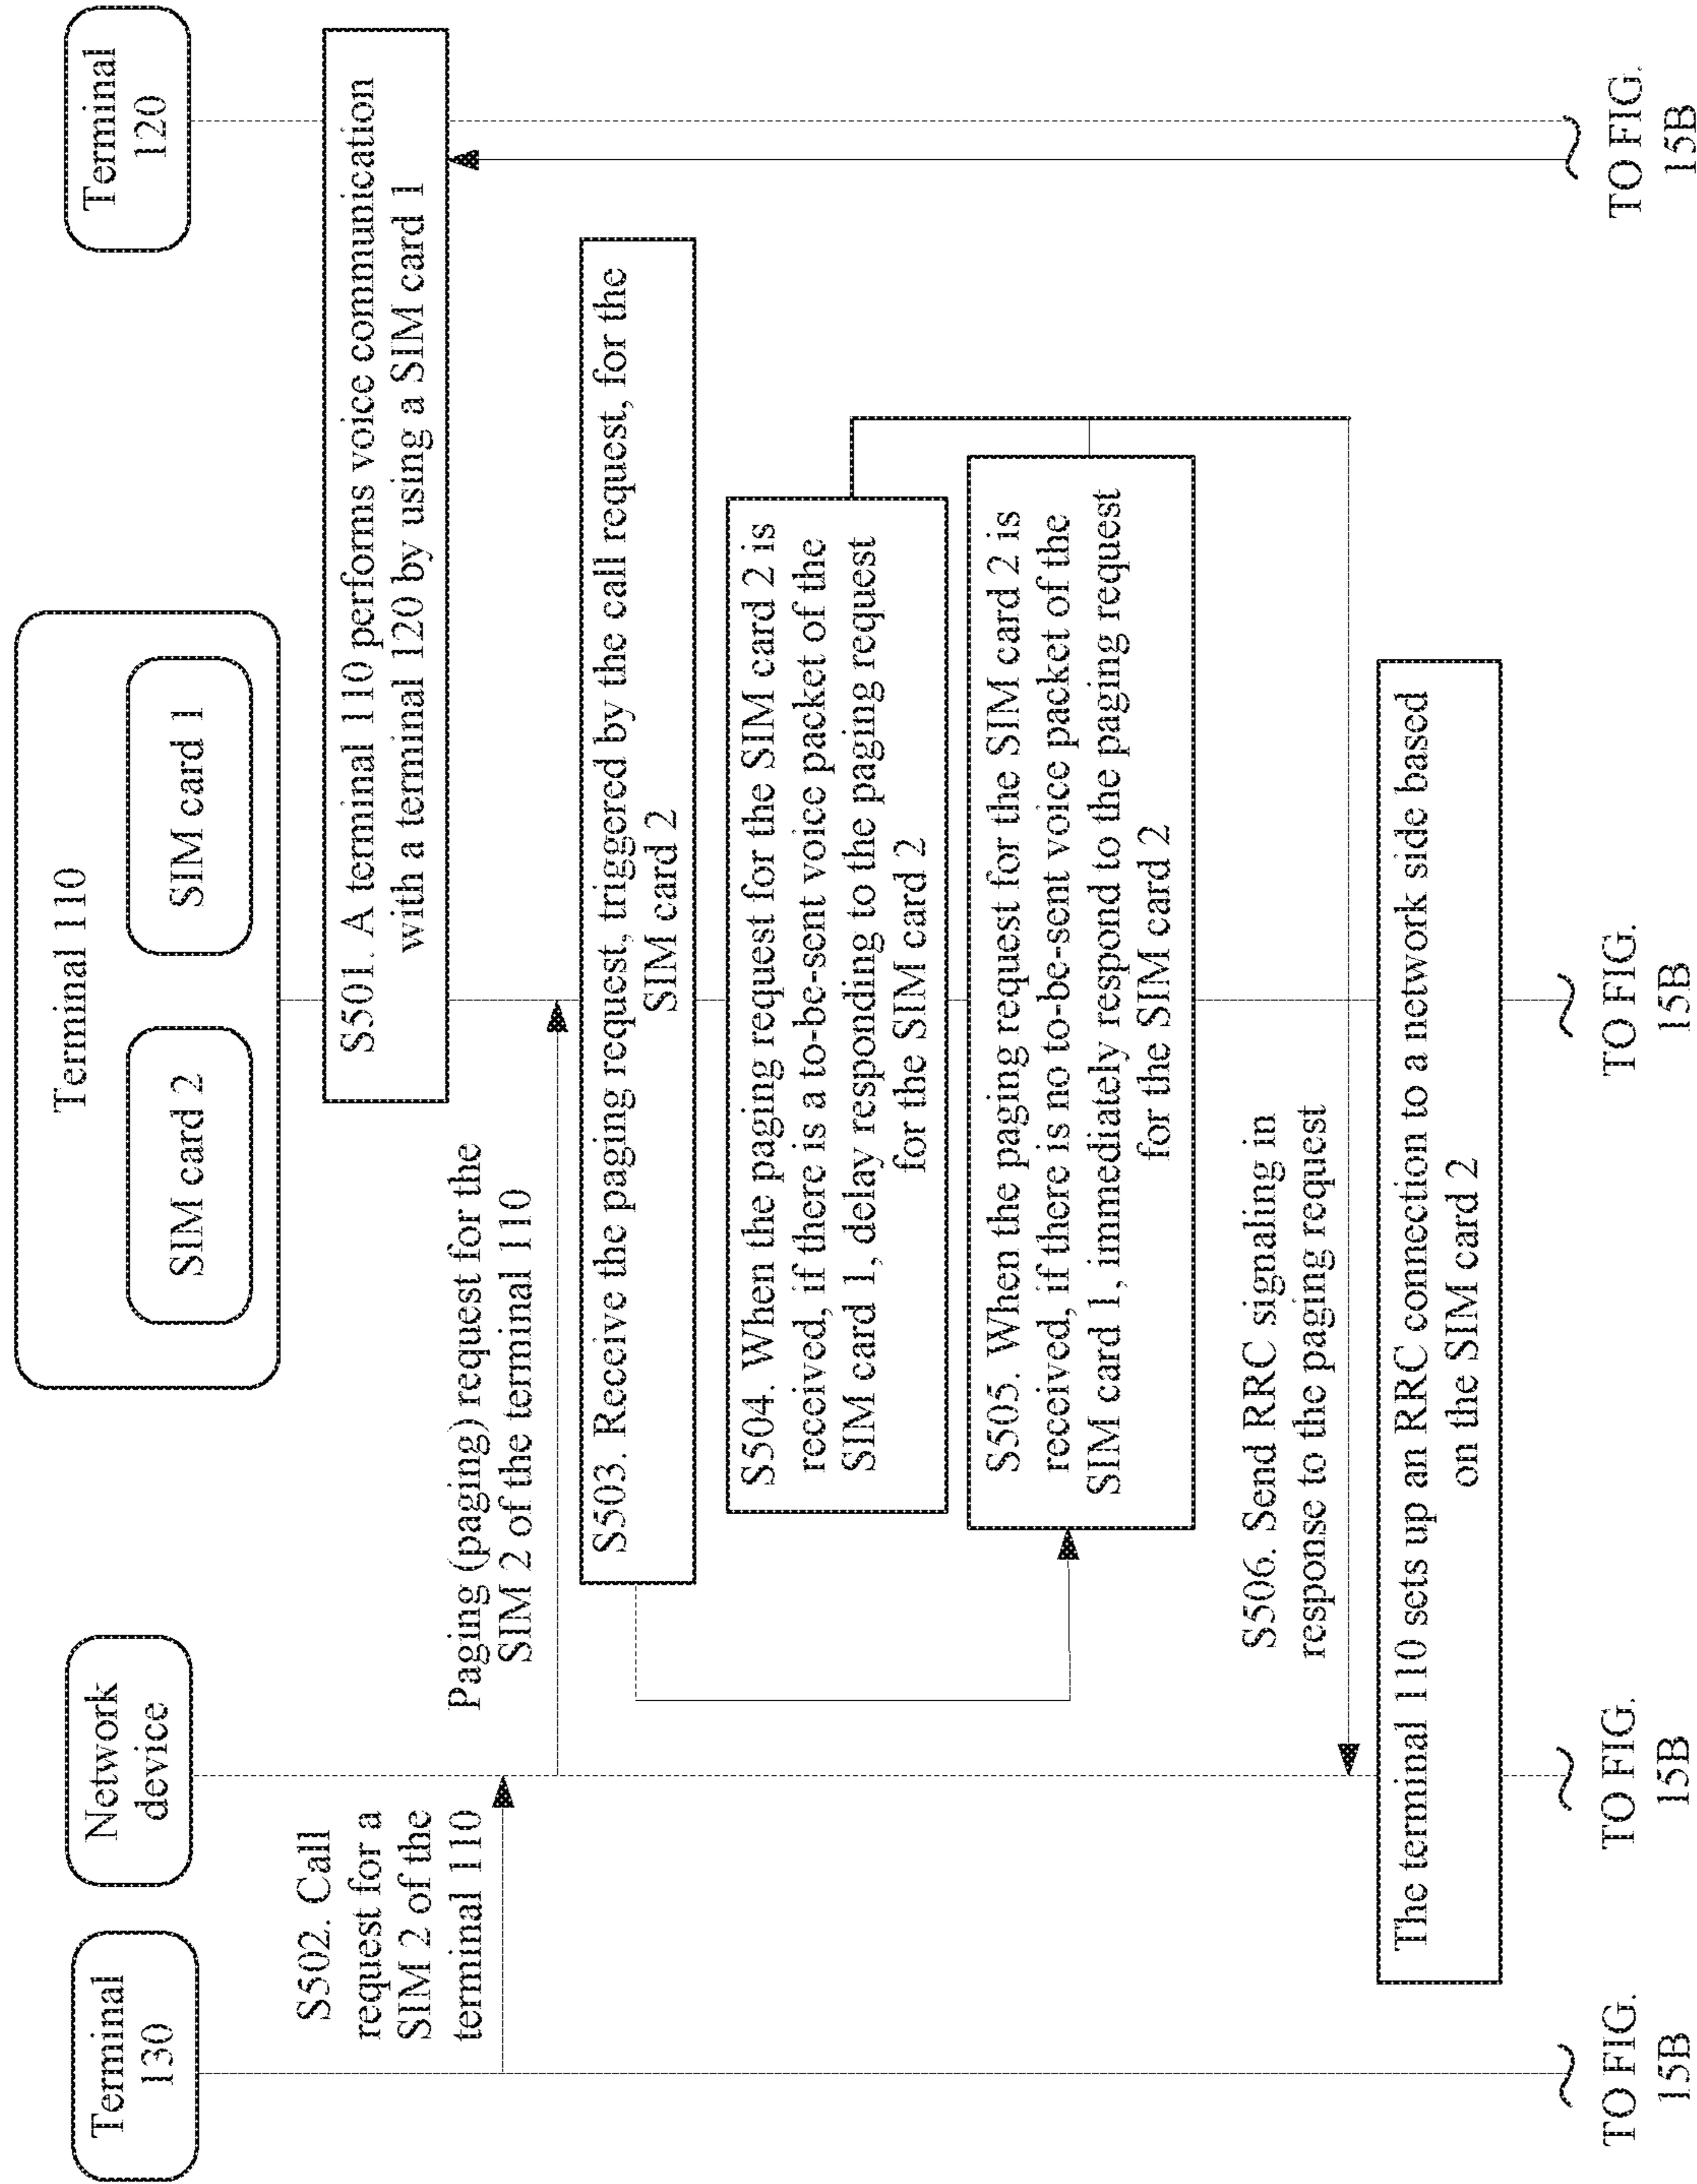 Terminal
130
Network
device
Terminal 110
SIM card 2
SIM card 1
Terminal
120
S501. A terminal 110 performs voice communication
with a terminal 120 by using a SIM card 1
S502. Call
request for a
SIM 2 of the
terminal 110
Paging (paging) request for the
SIM 2 of the terminal 110
S503. Receive the paging request, triggered by the call request, for the
SIM card 2
S504. When the paging request for the SIM card 2 is
received, if there is a to-be-sent voice packet of the
SIM card 1, delay responding to the paging request
for the SIM card 2
S505. When the paging request for the SIM card 2 is
received, if there is no to-be-sent voice packet of the
SIM card 1, immediately respond to the paging request
for the SIM card 2
S506. Send RRC signaling in
response to the paging request
The terminal 110 sets up an RRC connection to a network side based
on the SIM card 2
TO FIG.
15B
TO FIG.
15B
TO FIG.
15B
TO FIG.
15B